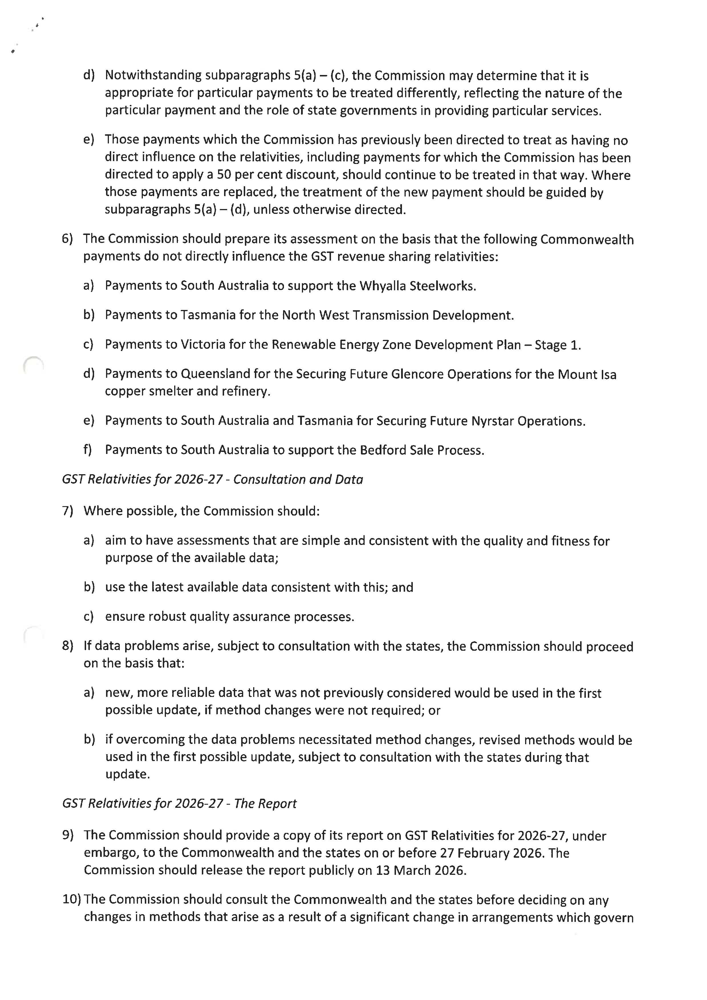 d) Notwithstanding subparagraphs 5(a) – (c), the Commission may determine that it is
appropriate for particular payments to be treated differently, reflecting the nature of the
particular payment and the role of state governments in providing particular services.
e) Those payments which the Commission has previously been directed to treat as having no
direct influence on the relativities, including payments for which the Commission has been
directed to apply a 50 per cent discount, should continue to be treated in that way. Where
those payments are replaced, the treatment of the new payment should be guided by
subparagraphs 5(a) – (d), unless otherwise directed.
6) The Commission should prepare its assessment on the basis that the following Commonwealth
payments do not directly influence the GST revenue sharing relativities:
a) Payments to South Australia to support the Whyalla Steelworks.
b) Payments to Tasmania for the North West Transmission Development.
c) Payments to Victoria for the Renewable Energy Zone Development Plan – Stage 1.
d) Payments to Queensland for the Securing Future Glencore Operations for the Mount Isa
copper smelter and refinery.
e) Payments to South Australia and Tasmania for Securing Future Nyrstar Operations.
f) Payments to South Australia to support the Bedford Sale Process.
GST Relativities for 2026-27 - Consultation and Data
7) Where possible, the Commission should:
a) aim to have assessments that are simple and consistent with the quality and fitness for
purpose of the available data;
b) use the latest available data consistent with this; and
c) ensure robust quality assurance processes.
8) If data problems arise, subject to consultation with the states, the Commission should proceed
on the basis that:
a) new, more reliable data that was not previously considered would be used in the first
possible update, if method changes were not required; or
b) if overcoming the data problems necessitated method changes, revised methods would be
used in the first possible update, subject to consultation with the states during that
update.
GST Relativities for 2026-27 - The Report
9) The Commission should provide a copy of its report on GST Relativities for 2026-27, under
embargo, to the Commonwealth and the states on or before 27 February 2026. The
Commission should release the report publicly on 13 March 2026.
10) The Commission should consult the Commonwealth and the states before deciding on any
changes in methods that arise as a result of a significant change in arrangements which govern